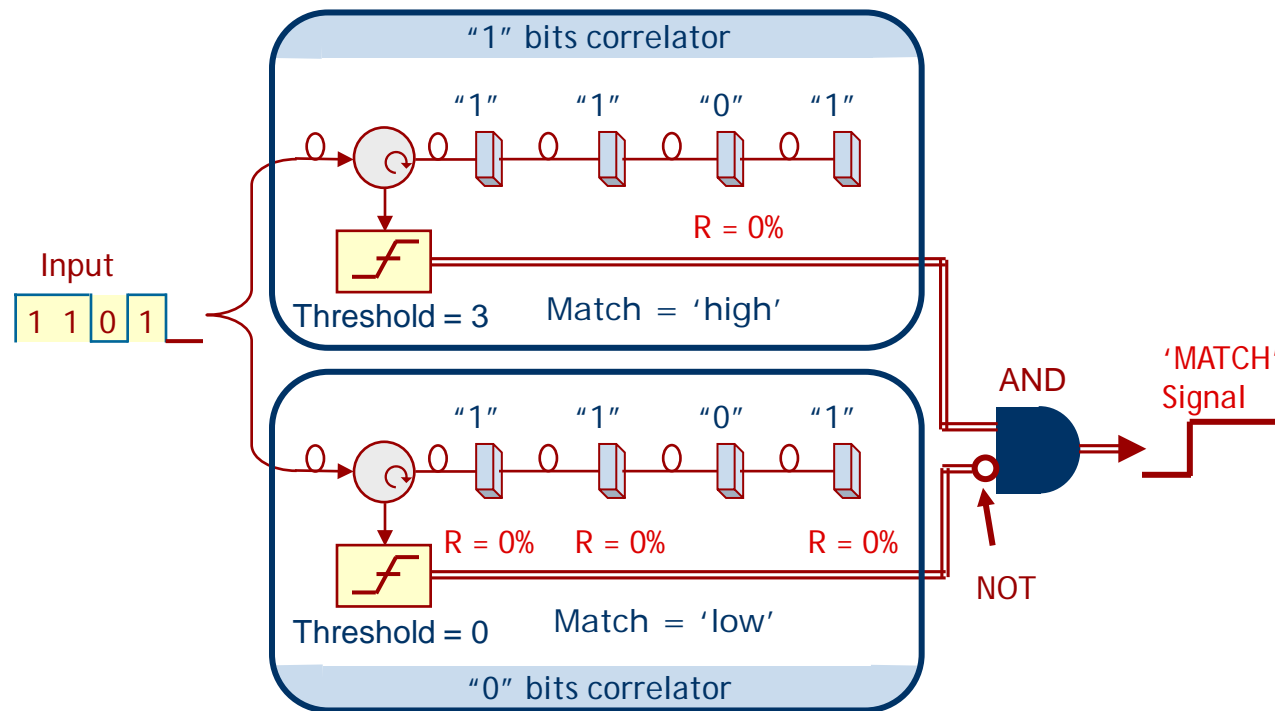 “1” bits correlator
“1” “1” “0” “1”
R = 0%
Input
1 1 0 1
Threshold = 3
Match = ‘high’
‘MATCH’
Signal
AND
“1” “1” “0” “1”
R = 0% R = 0% R = 0%
NOT
Threshold = 0
Match = ‘low’
“0” bits correlator